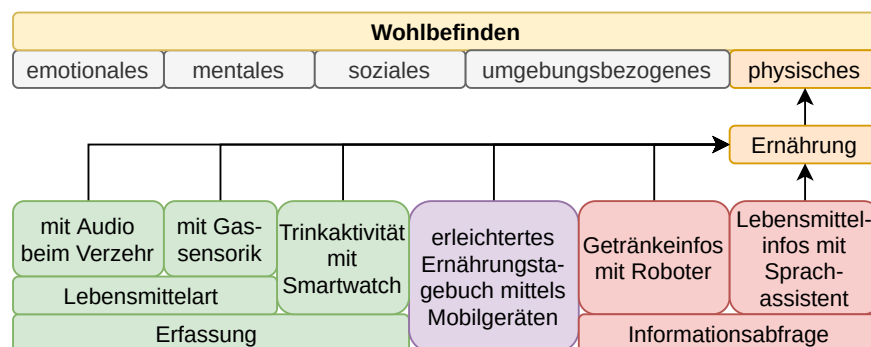 Wohlbefinden
emotionales mentales soziales umgebungsbezogenes physisches
Ernährung
mit Audio
beim Verzehr
mit Gas-
sensorik
Trinkaktivität
mit
Smartwatch
erleichtertes
Ernährungsta-
gebuch mittels
Mobilgeräten
Getränkeinfos
mit Roboter
Lebensmittel-
infos mit
Sprach-
assistent
Lebensmittelart
Erfassung
Informationsabfrage